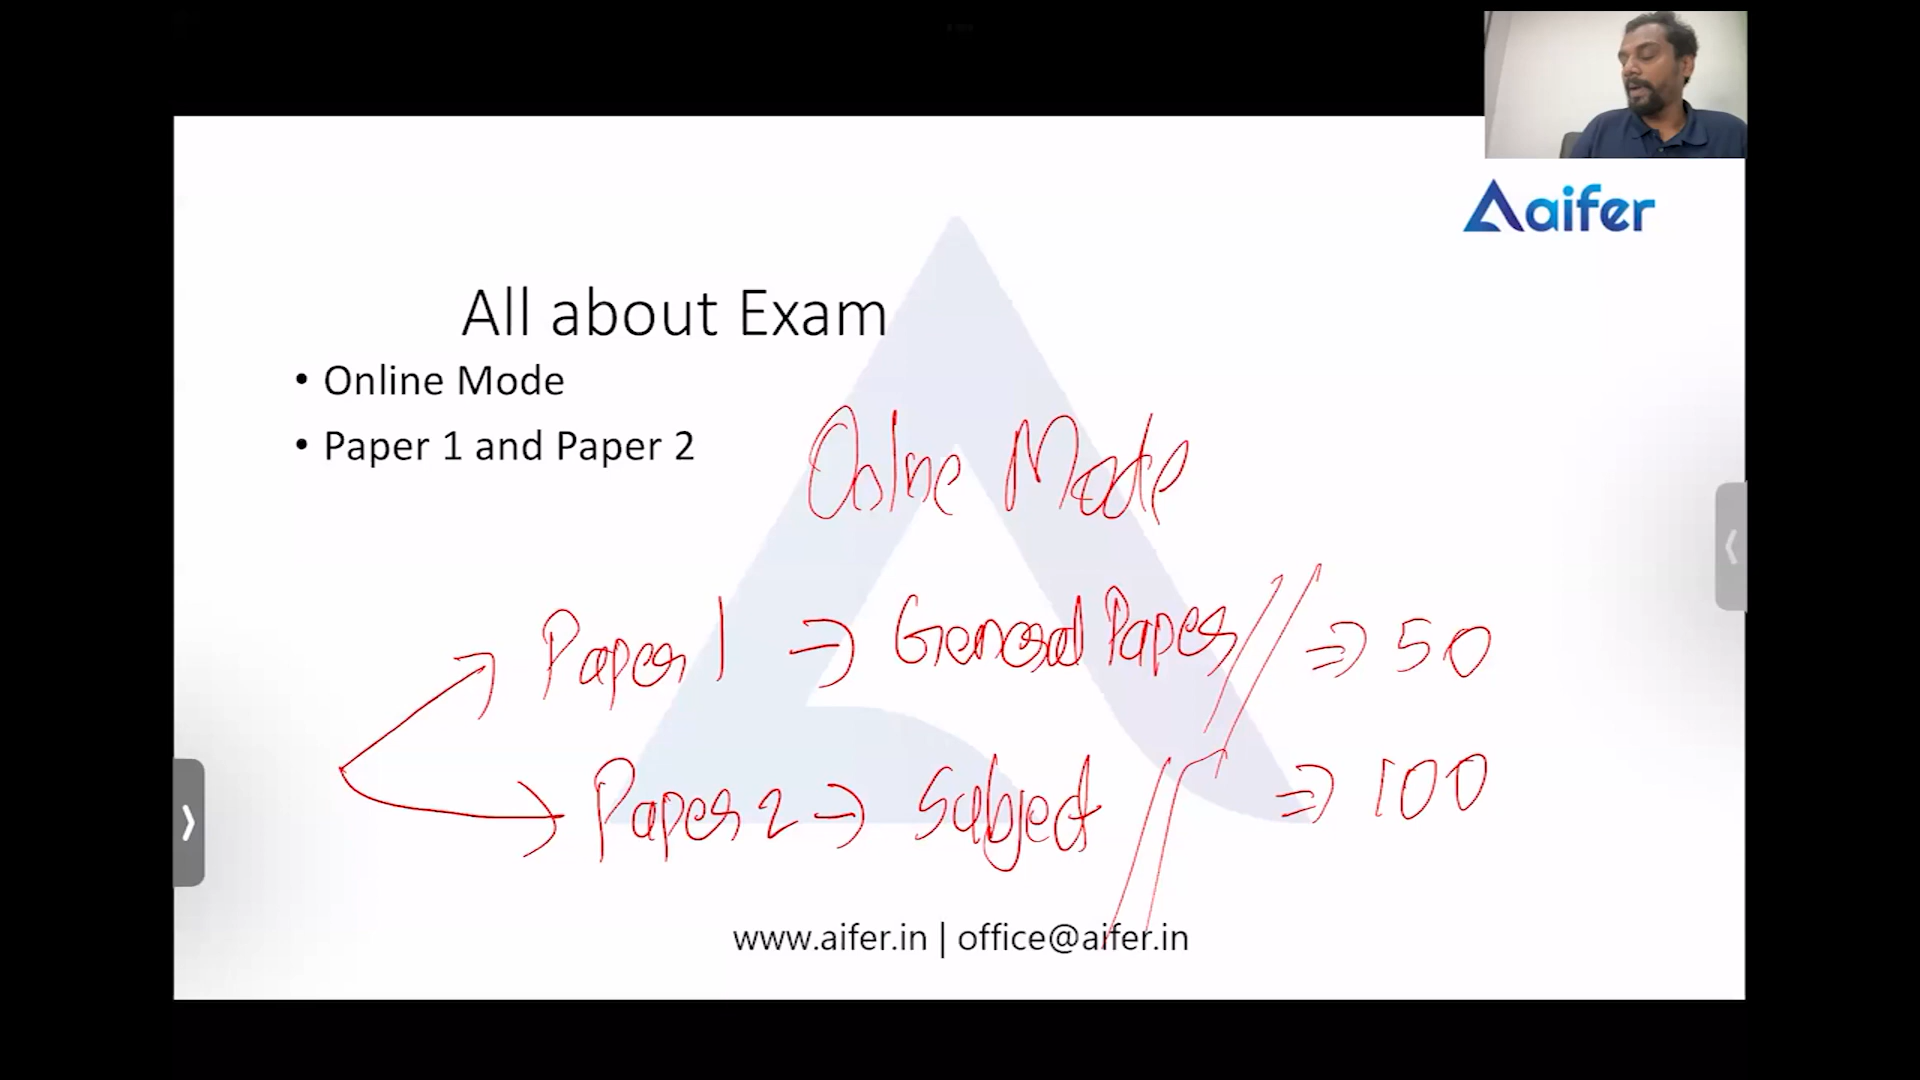 aifer
All about Exam
• Online Mode
• Paper 1 and Paper 2
Online Mode
Paper 1 ⇒ General Paper // ⇒ 50
Paper 2 ⇒ Subject // ⇒ 100
www.aifer.in | office@aifer.in